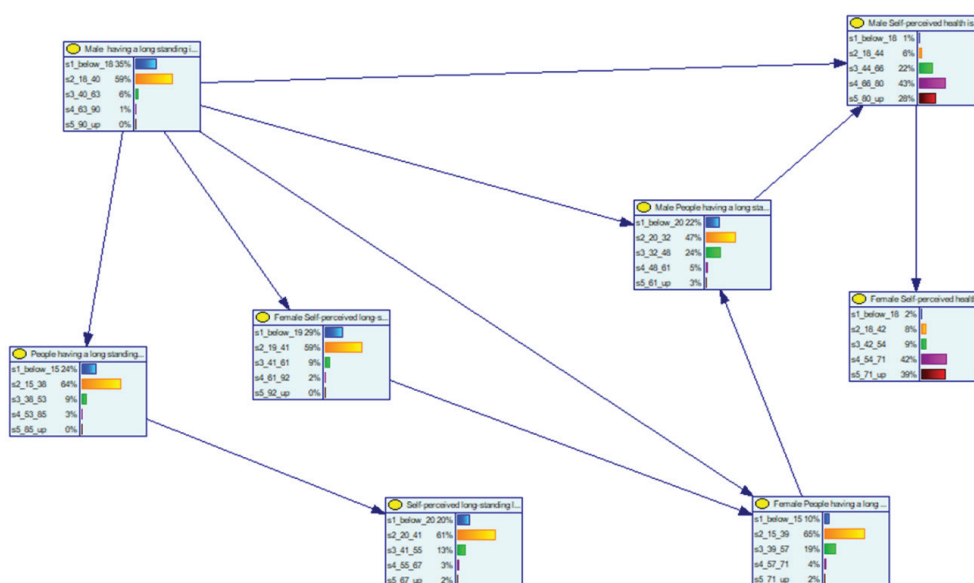 Male having a long standing i...
s1_below_18 35%
s2_18_40 59%
s3_40_63 6%
s4_63_90 1%
s5_90_up 0%
Male Self-perceived health is
s1_below_18 1%
s2_18_44 6%
s3_44_66 22%
s4_66_80 43%
s5_80_up 28%
Male People having a long sta...
s1_below_20 22%
s2_20_32 47%
s3_32_48 24%
s4_48_61 5%
s5_61_up 3%
Female Self-perceived health
s1_below_18 2%
s2_18_42 8%
s3_42_54 9%
s4_54_71 42%
s5_71_up 39%
Female Self-perceived long-s...
s1_below_19 29%
s2_19_41 59%
s3_41_61 9%
s4_61_92 2%
s5_92_up 0%
People having a long standing...
s1_below_15 24%
s2_15_38 64%
s3_38_53 9%
s4_53_85 3%
s5_85_up 0%
Self-perceived long-standing l...
s1_below_20 20%
s2_20_41 61%
s3_41_55 13%
s4_55_67 3%
s5_67_up 2%
Female People having a long ...
s1_below_15 10%
s2_15_39 65%
s3_39_57 19%
s4_57_71 4%
s5_71_up 2%